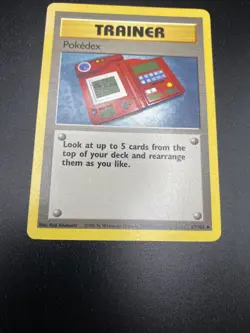 TRAINER
Pokédex
Look at up to 5 cards from the
top of your deck and rearrange
them as you like.